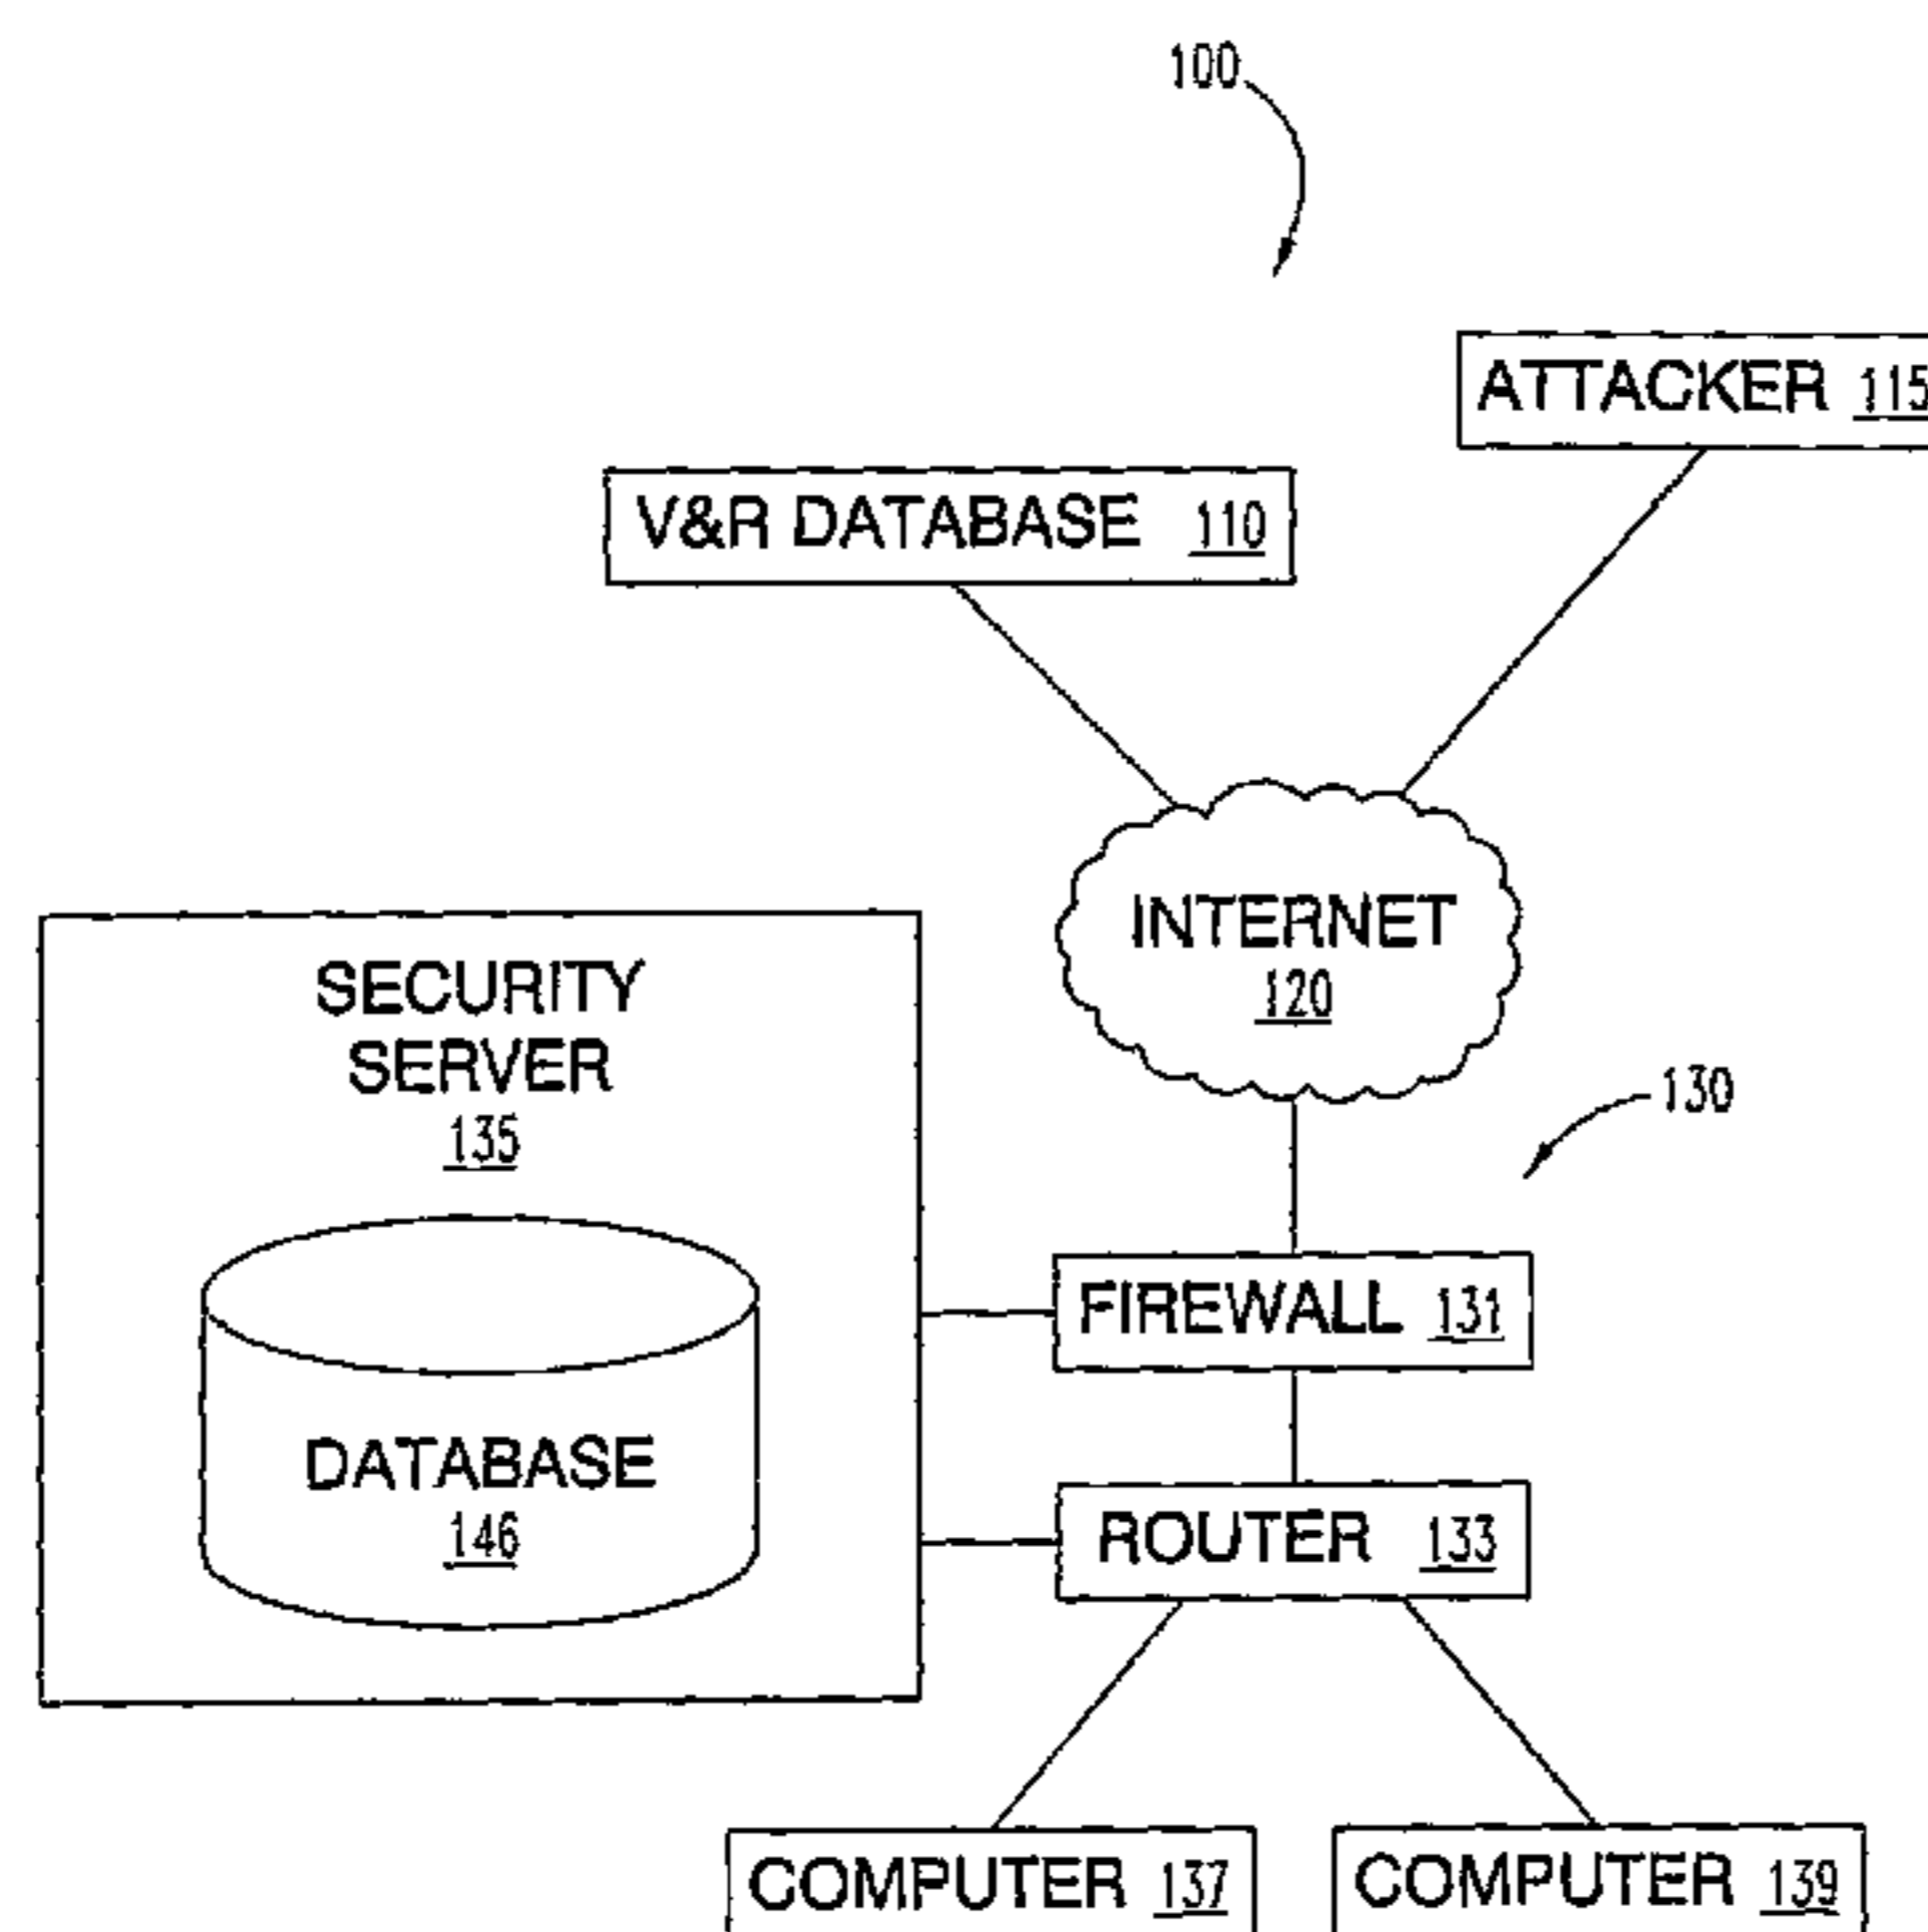 100
ATTACKER 115
V&R DATABASE 110
INTERNET
120
SECURITY
SERVER
135
130
FIREWALL 131
DATABASE
146
ROUTER 133
COMPUTER 137
COMPUTER 139